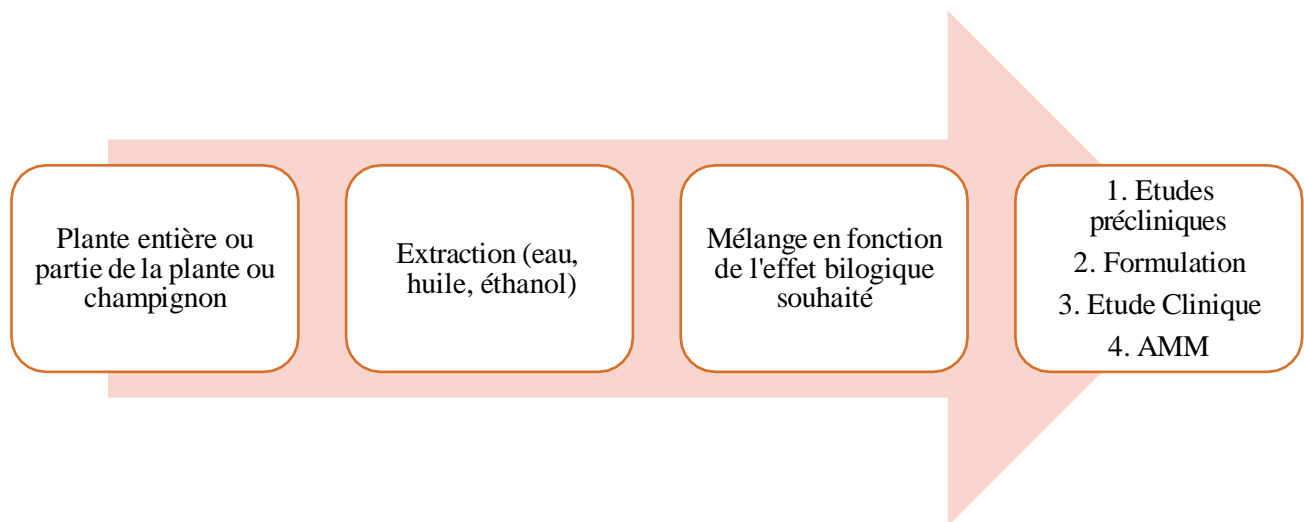 Plante entière ou
partie de la plante ou
champignon
Extraction (eau,
huile, éthanol)
Mélange en fonction
de l'effet bilogique
souhaité
1. Etudes
précliniques
2. Formulation
3. Etude Clinique
4. AMM